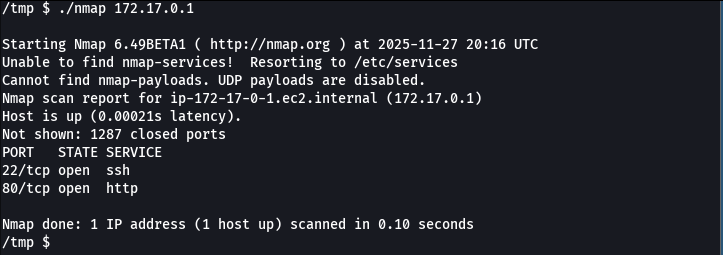 /tmp $ ./nmap 172.17.0.1
Starting Nmap 6.49BETA1 ( http://nmap.org ) at 2025-11-27 20:16 UTC
Unable to find nmap-services!  Resorting to /etc/services
Cannot find nmap-payloads. UDP payloads are disabled.
Nmap scan report for ip-172-17-0-1.ec2.internal (172.17.0.1)
Host is up (0.00021s latency).
Not shown: 1287 closed ports
PORT   STATE SERVICE
22/tcp open  ssh
80/tcp open  http
Nmap done: 1 IP address (1 host up) scanned in 0.10 seconds
/tmp $